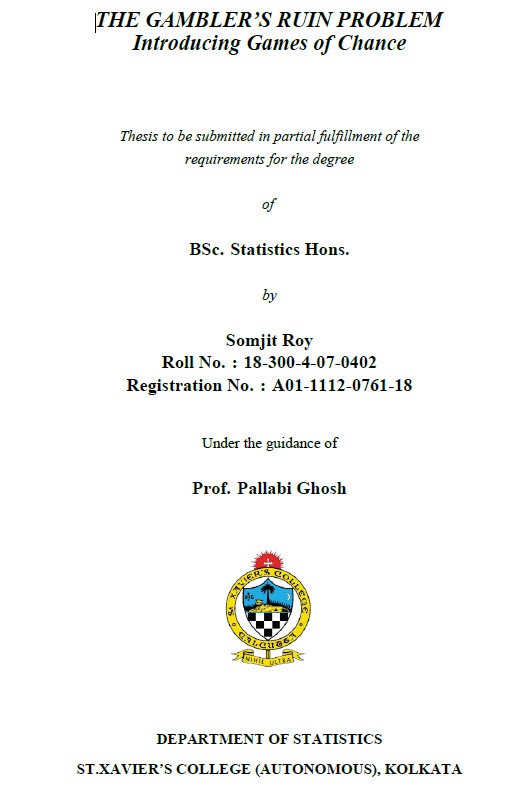 THE GAMBLER'S RUIN PROBLEM
Introducing Games of Chance
Thesis to be submitted in partial fulfillment of the
requirements for the degree
of
BSc. Statistics Hons.
by
Somjit Roy
Roll No. : 18-300-4-07-0402
Registration No. : A01-1112-0761-18
Under the guidance of
Prof. Pallabi Ghosh
ST. XAVIER'S COLLEGE
CALCUTTA
NIHIL ULTRA
DEPARTMENT OF STATISTICS
ST.XAVIER'S COLLEGE (AUTONOMOUS), KOLKATA